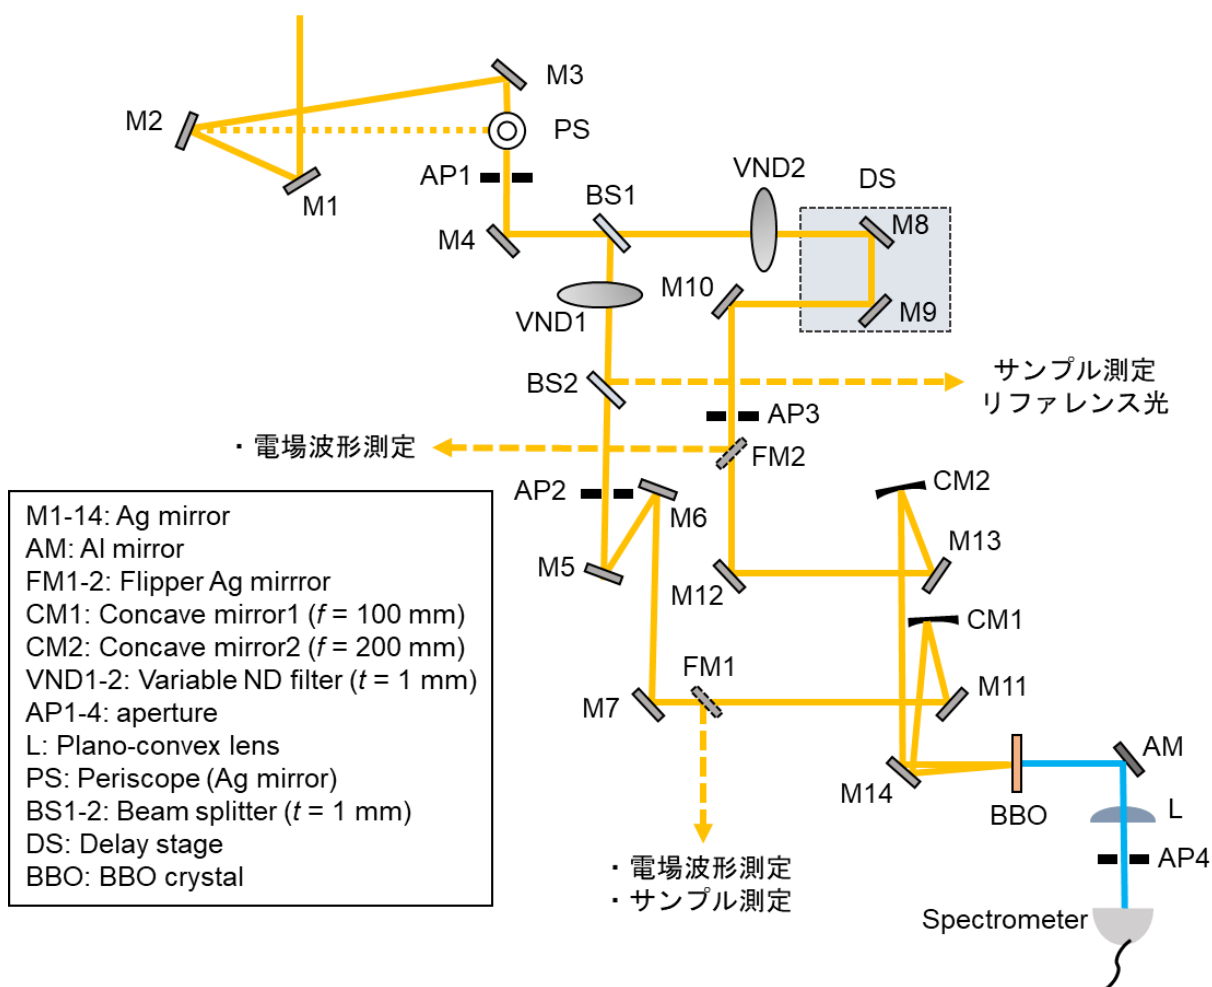 M3
M2
PS
AP1
M1
VND2
DS
BS1
M4
M8
M10
M9
VND1
BS2
サンプル測定
リファレンス光
AP3
・電場波形測定
FM2
AP2
M6
CM2
M5
M12
M13
CM1
FM1
M7
M11
M14
AM
BBO
L
AP4
・電場波形測定
・サンプル測定
Spectrometer
M1-14: Ag mirror
AM: Al mirror
FM1-2: Flipper Ag mirrror
CM1: Concave mirror1 (f = 100 mm)
CM2: Concave mirror2 (f = 200 mm)
VND1-2: Variable ND filter (t = 1 mm)
AP1-4: aperture
L: Plano-convex lens
PS: Periscope (Ag mirror)
BS1-2: Beam splitter (t = 1 mm)
DS: Delay stage
BBO: BBO crystal